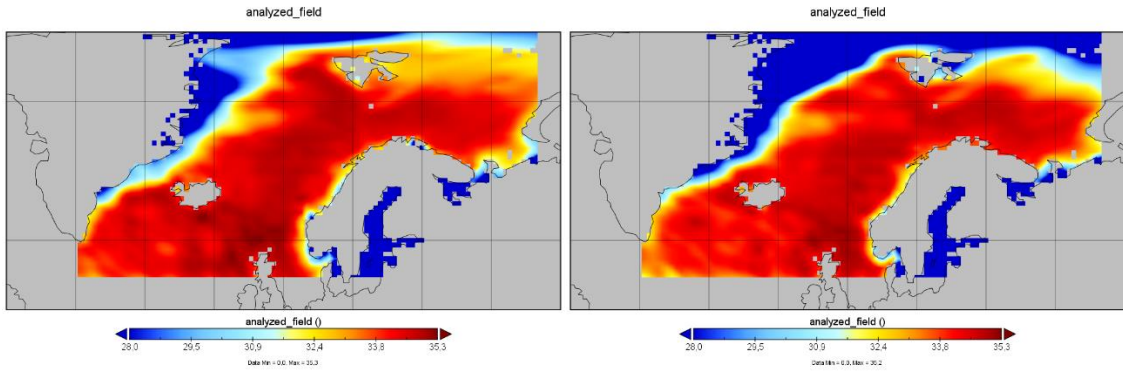 analyzed_field
analyzed_field ()
28.0 29.5 30.9 32.4 33.8 35.3
Data Min = 0.0, Max = 35.3
analyzed_field
analyzed_field ()
28.0 29.5 30.9 32.4 33.8 35.3
Data Min = 0.0, Max = 35.2